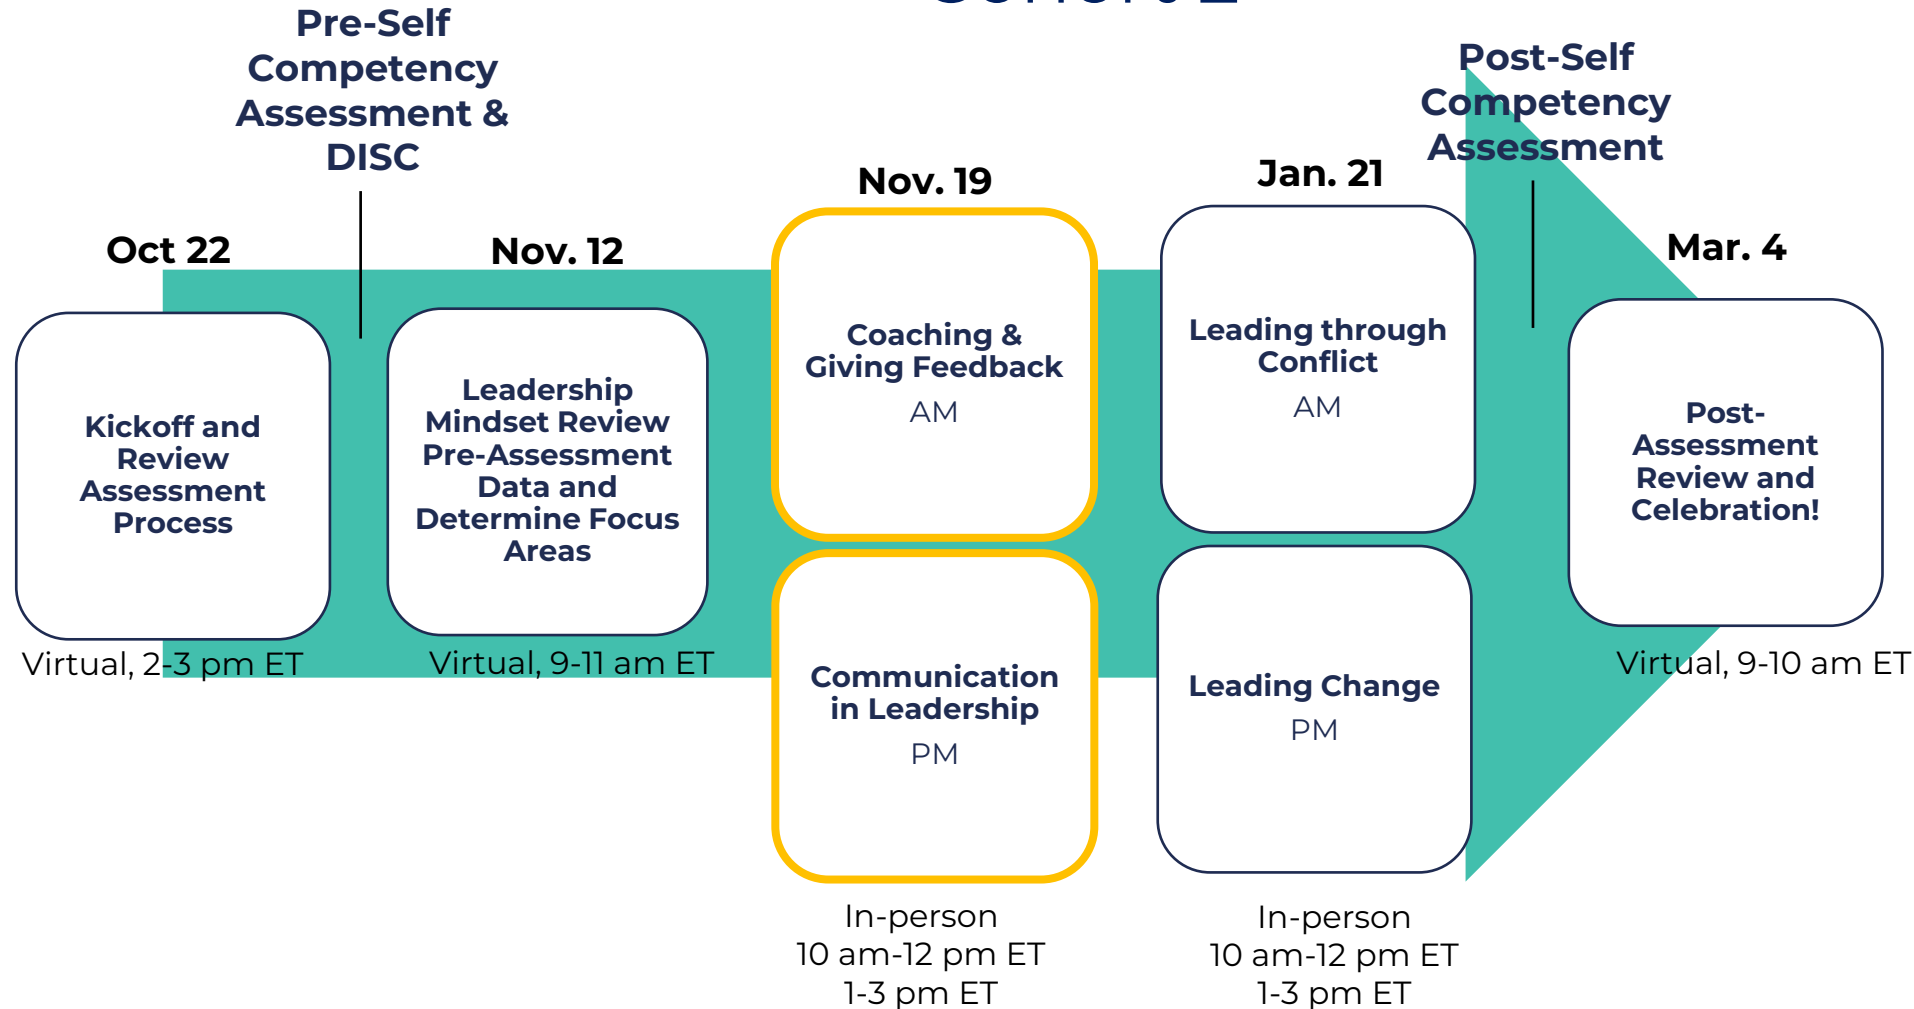 Pre-Self
Competency
Assessment &
DISC
Post-Self
Competency
Assessment
Oct 22
Nov. 12
Nov. 19
Jan. 21
Mar. 4
Kickoff and
Review
Assessment
Process
Virtual, 2-3 pm ET
Leadership
Mindset Review
Pre-Assessment
Data and
Determine Focus
Areas
Virtual, 9-11 am ET
Coaching &
Giving Feedback
AM
Communication
in Leadership
PM
In-person
10 am-12 pm ET
1-3 pm ET
Leading through
Conflict
AM
Leading Change
PM
In-person
10 am-12 pm ET
1-3 pm ET
Post-
Assessment
Review and
Celebration!
Virtual, 9-10 am ET